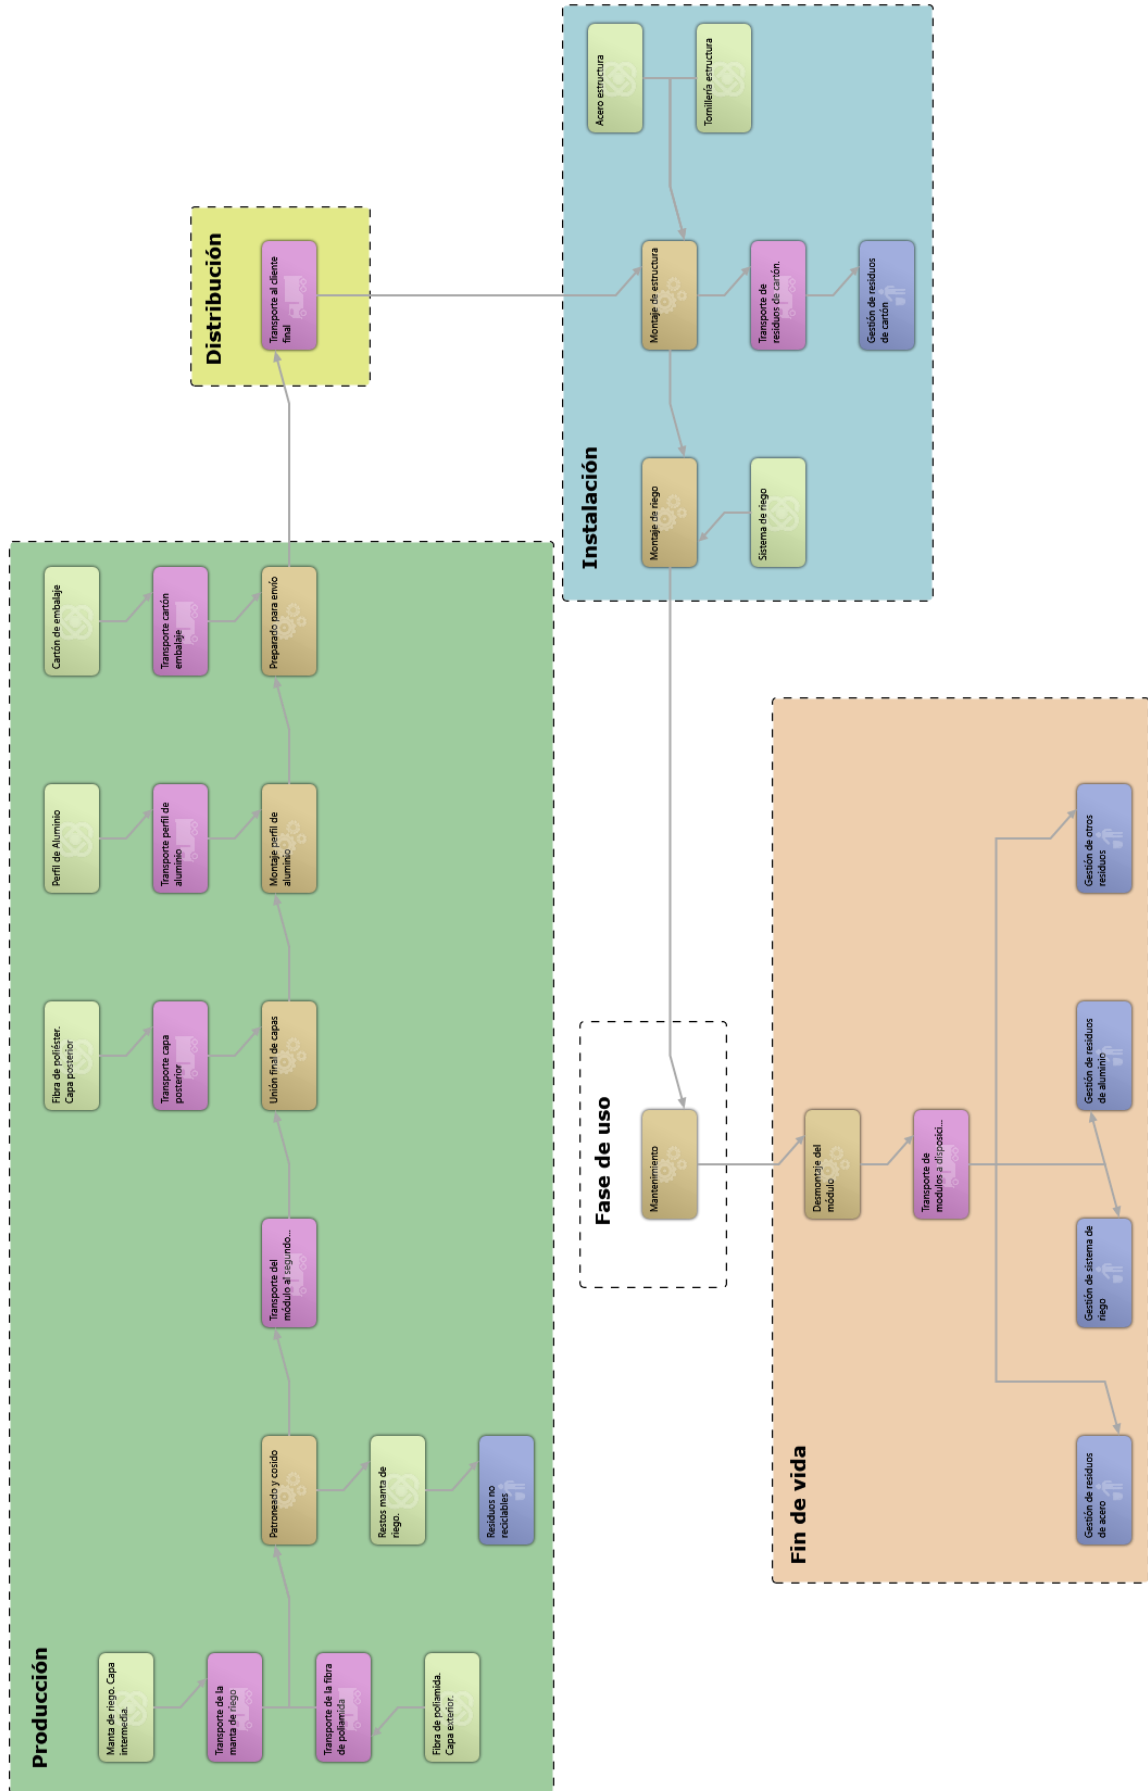 Producción
Manta de riego. Capa
intermedia.
Transporte de la
manta de riego
Transporte de la fibra
de poliamida
Fibra de poliamida.
Capa exterior.
Patroneado y cosido
Restos manta de
riego.
Residuos no
reciclables
Transporte del
módulo al segundo...
Fibra de poliéster.
Capa posterior
Transporte capa
posterior
Unión final de capas
Perfil de Aluminio
Transporte perfil de
aluminio
Montaje perfil de
aluminio
Cartón de embalaje
Transporte cartón
embalaje
Preparado para envío
Distribución
Transporte al cliente
final
Instalación
Acero estructura
Tornillería estructura
Montaje de estructura
Transporte de
residuos de cartón.
Gestión de residuos
de cartón
Montaje de riego
Sistema de riego
Fase de uso
Mantenimiento
Fin de vida
Desmontaje del
módulo
Transporte de
modulos a disposici...
Gestión de residuos
de acero
Gestión de sistema de
riego
Gestión de residuos
de aluminio
Gestión de otros
residuos